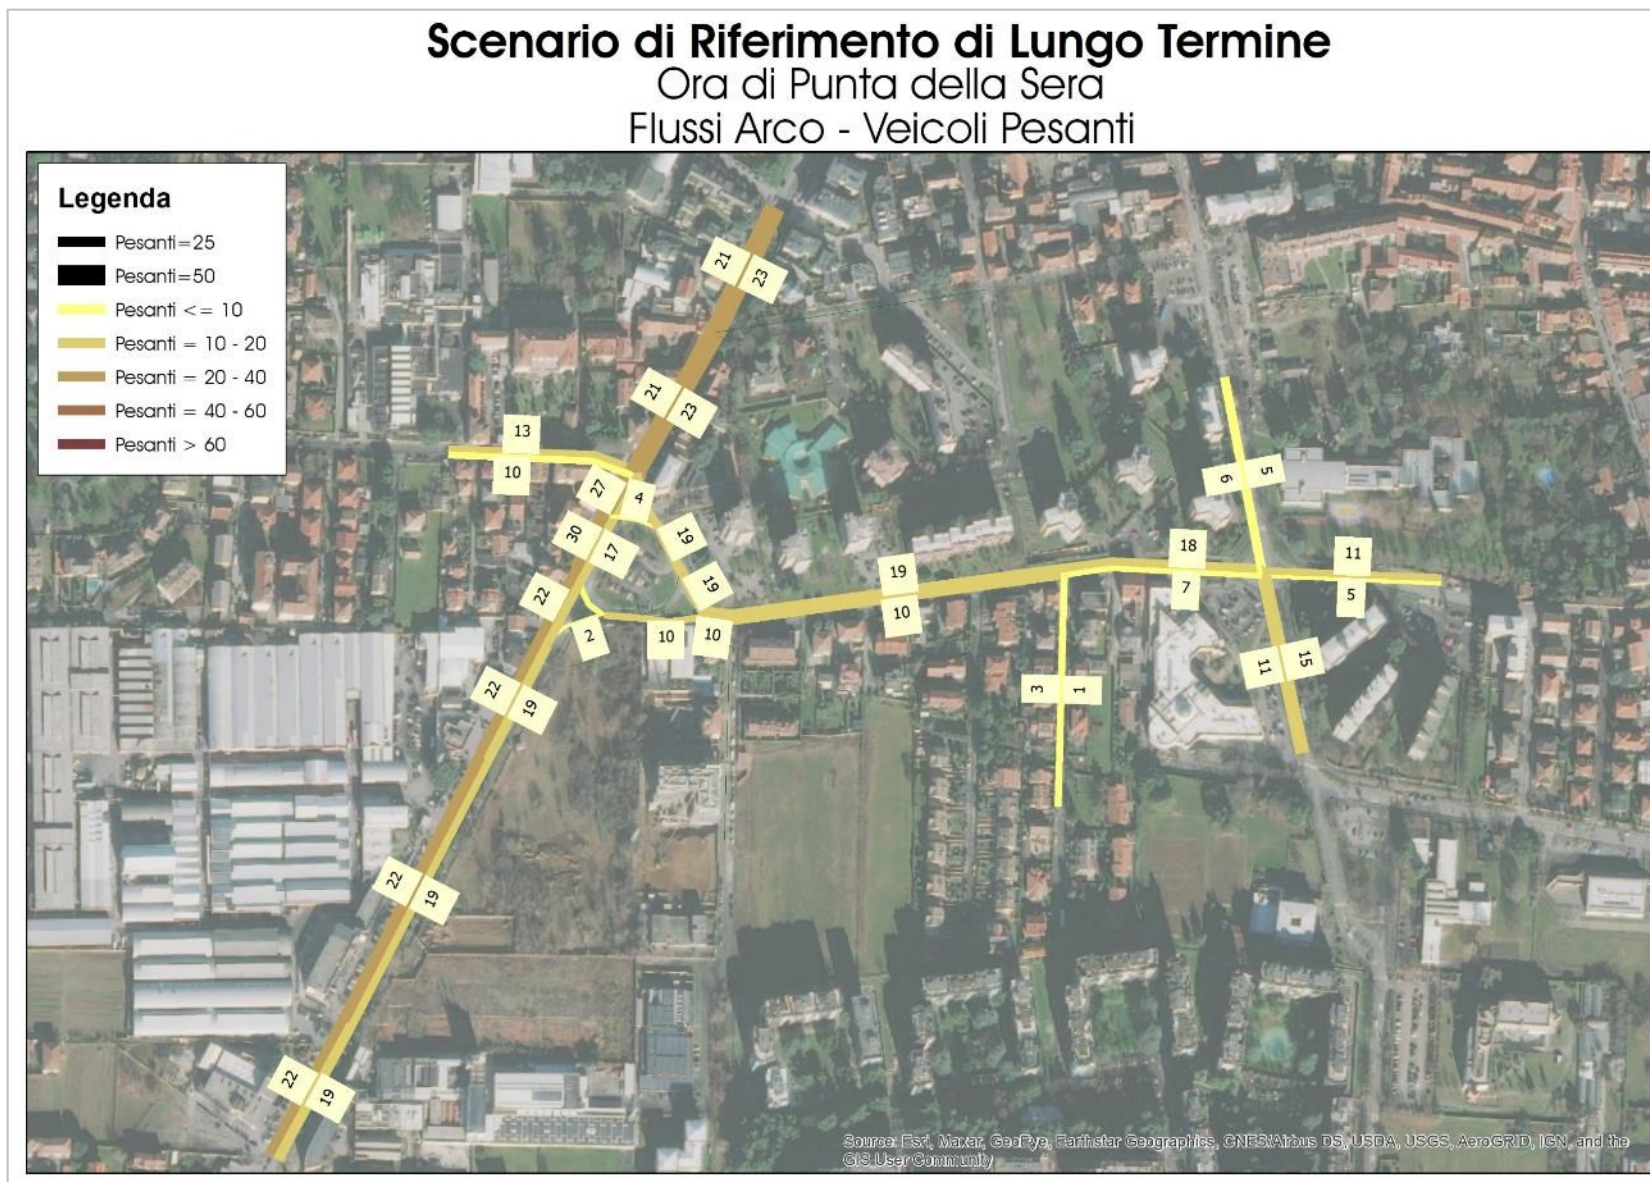 Scenario di Riferimento di Lungo Termine
Ora di Punta della Sera
Flussi Arco - Veicoli Pesanti
Legenda
Pesanti=25
Pesanti=50
Pesanti <= 10
Pesanti = 10 - 20
Pesanti = 20 - 40
Pesanti = 40 - 60
Pesanti > 60
21
23
21
23
13
10
27
4
30
17
19
19
22
2
10
10
19
10
18
7
6
5
11
5
3
1
11
15
22
19
22
19
22
19
Source: Esri, Maxar, GeoEye, Earthstar Geographics, CNES/Airbus DS, USDA, USGS, AeroGRID, IGN, and the
GIS User Community